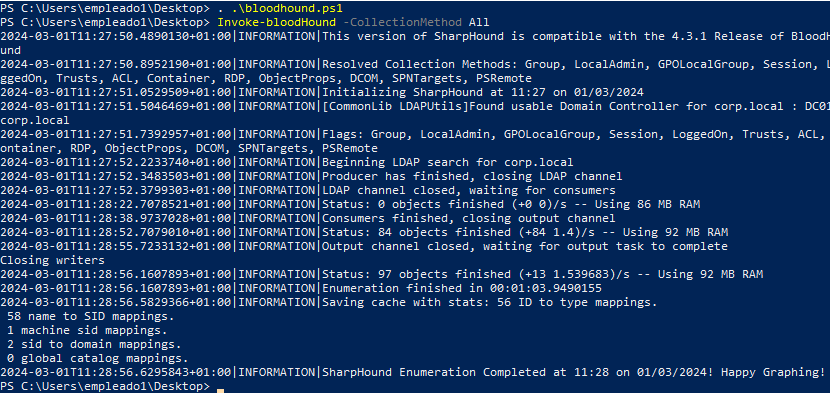 PS C:\Users\empleado1\Desktop> . .\bloodhound.ps1
PS C:\Users\empleado1\Desktop> Invoke-bloodHound -CollectionMethod All
2024-03-01T11:27:50.4890130+01:00|INFORMATION|This version of SharpHound is compatible with the 4.3.1 Release of BloodH
und
2024-03-01T11:27:50.8952190+01:00|INFORMATION|Resolved Collection Methods: Group, LocalAdmin, GPOLocalGroup, Session, L
ggedOn, Trusts, ACL, Container, RDP, ObjectProps, DCOM, SPNTargets, PSRemote
2024-03-01T11:27:51.0529509+01:00|INFORMATION|Initializing SharpHound at 11:27 on 01/03/2024
2024-03-01T11:27:51.5046469+01:00|INFORMATION|[CommonLib LDAPUtils]Found usable Domain Controller for corp.local : DC01
corp.local
2024-03-01T11:27:51.7392957+01:00|INFORMATION|Flags: Group, LocalAdmin, GPOLocalGroup, Session, LoggedOn, Trusts, ACL,
ontainer, RDP, ObjectProps, DCOM, SPNTargets, PSRemote
2024-03-01T11:27:52.2233740+01:00|INFORMATION|Beginning LDAP search for corp.local
2024-03-01T11:27:52.3483503+01:00|INFORMATION|Producer has finished, closing LDAP channel
2024-03-01T11:27:52.3799303+01:00|INFORMATION|LDAP channel closed, waiting for consumers
2024-03-01T11:28:22.7078521+01:00|INFORMATION|Status: 0 objects finished (+0 0)/s -- Using 86 MB RAM
2024-03-01T11:28:38.9737028+01:00|INFORMATION|Consumers finished, closing output channel
2024-03-01T11:28:52.7079010+01:00|INFORMATION|Status: 84 objects finished (+84 1.4)/s -- Using 92 MB RAM
2024-03-01T11:28:55.7233132+01:00|INFORMATION|Output channel closed, waiting for output task to complete
Closing writers
2024-03-01T11:28:56.1607893+01:00|INFORMATION|Status: 97 objects finished (+13 1.539683)/s -- Using 92 MB RAM
2024-03-01T11:28:56.1607893+01:00|INFORMATION|Enumeration finished in 00:01:03.9490155
2024-03-01T11:28:56.5829366+01:00|INFORMATION|Saving cache with stats: 56 ID to type mappings.
 58 name to SID mappings.
 1 machine sid mappings.
 2 sid to domain mappings.
 0 global catalog mappings.
2024-03-01T11:28:56.6295843+01:00|INFORMATION|SharpHound Enumeration Completed at 11:28 on 01/03/2024! Happy Graphing!
PS C:\Users\empleado1\Desktop>